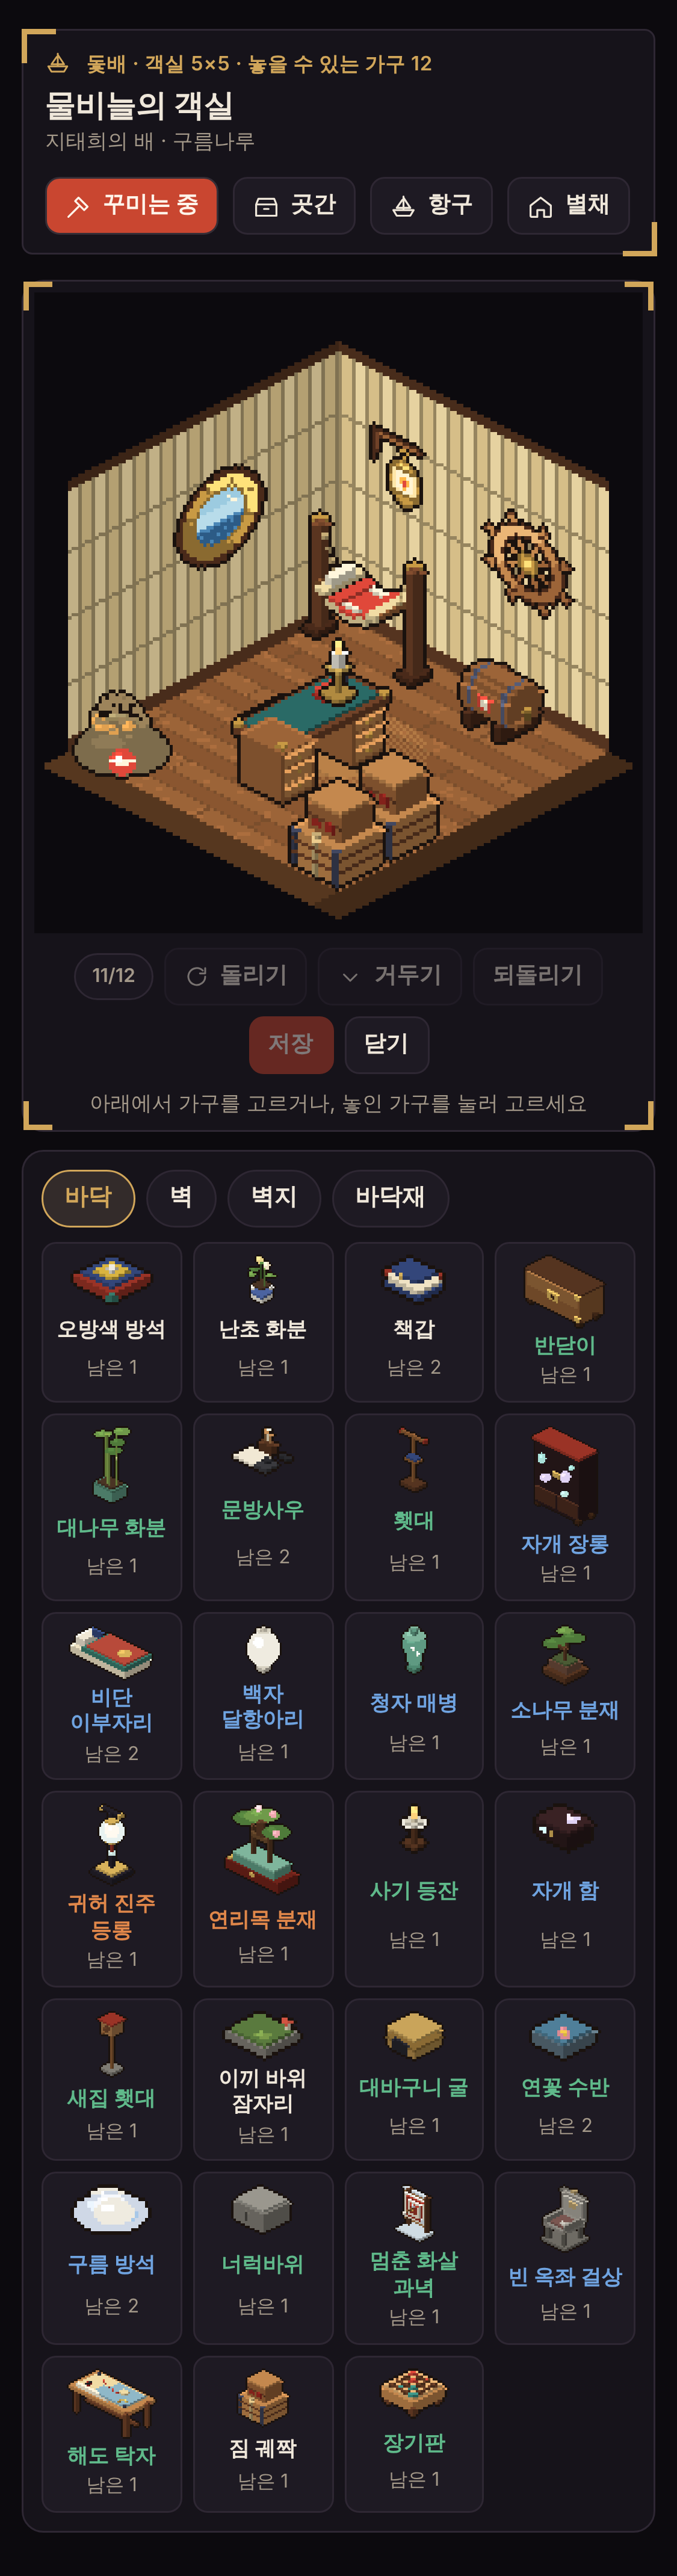 돛배 · 객실 5×5 · 놓을 수 있는 가구 12
물비늘의 객실
지태희의 배 · 구름나루
꾸미는 중
곳간
항구
별채
11/12
돌리기
거두기
되돌리기
저장
닫기
아래에서 가구를 고르거나, 놓인 가구를 눌러 고르세요
바닥
벽
벽지
바닥재
오방색 방석
남은 1
난초 화분
남은 1
책갑
남은 2
반닫이
남은 1
대나무 화분
남은 1
문방사우
남은 2
횃대
남은 1
자개 장롱
남은 1
비단
이부자리
남은 2
백자
달항아리
남은 1
청자 매병
남은 1
소나무 분재
남은 1
귀허 진주
등롱
남은 1
연리목 분재
남은 1
사기 등잔
남은 1
자개 함
남은 1
새집 횃대
남은 1
이끼 바위
잠자리
남은 1
대바구니 굴
남은 1
연꽃 수반
남은 2
구름 방석
남은 2
너럭바위
남은 1
멈춘 화살
과녁
남은 1
빈 옥좌 걸상
남은 1
해도 탁자
남은 1
짐 궤짝
남은 1
장기판
남은 1